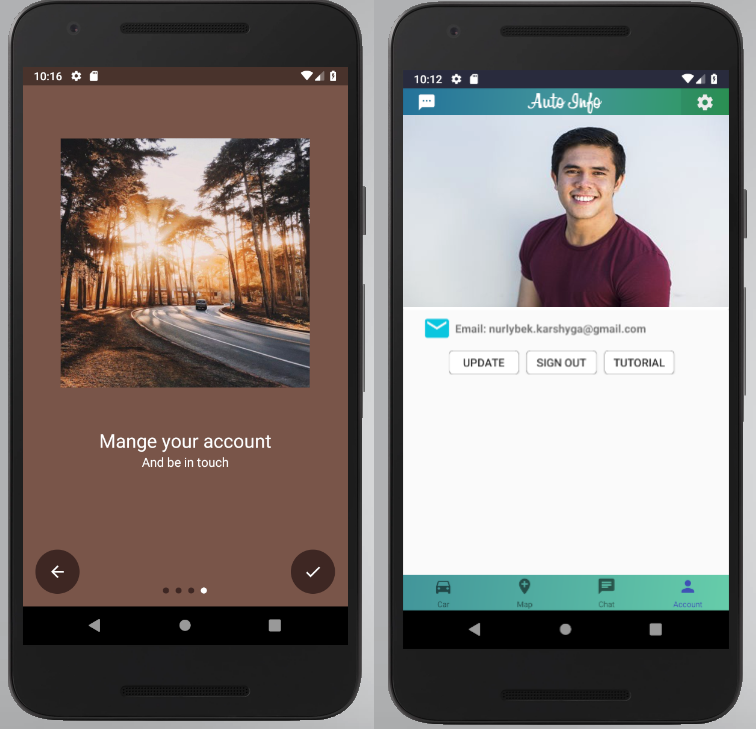 10:16
Mange your account
And be in touch
10:12
Auto Info
Email: nurlybek.karshyga@gmail.com
UPDATE SIGN OUT TUTORIAL
Car Map Chat Account